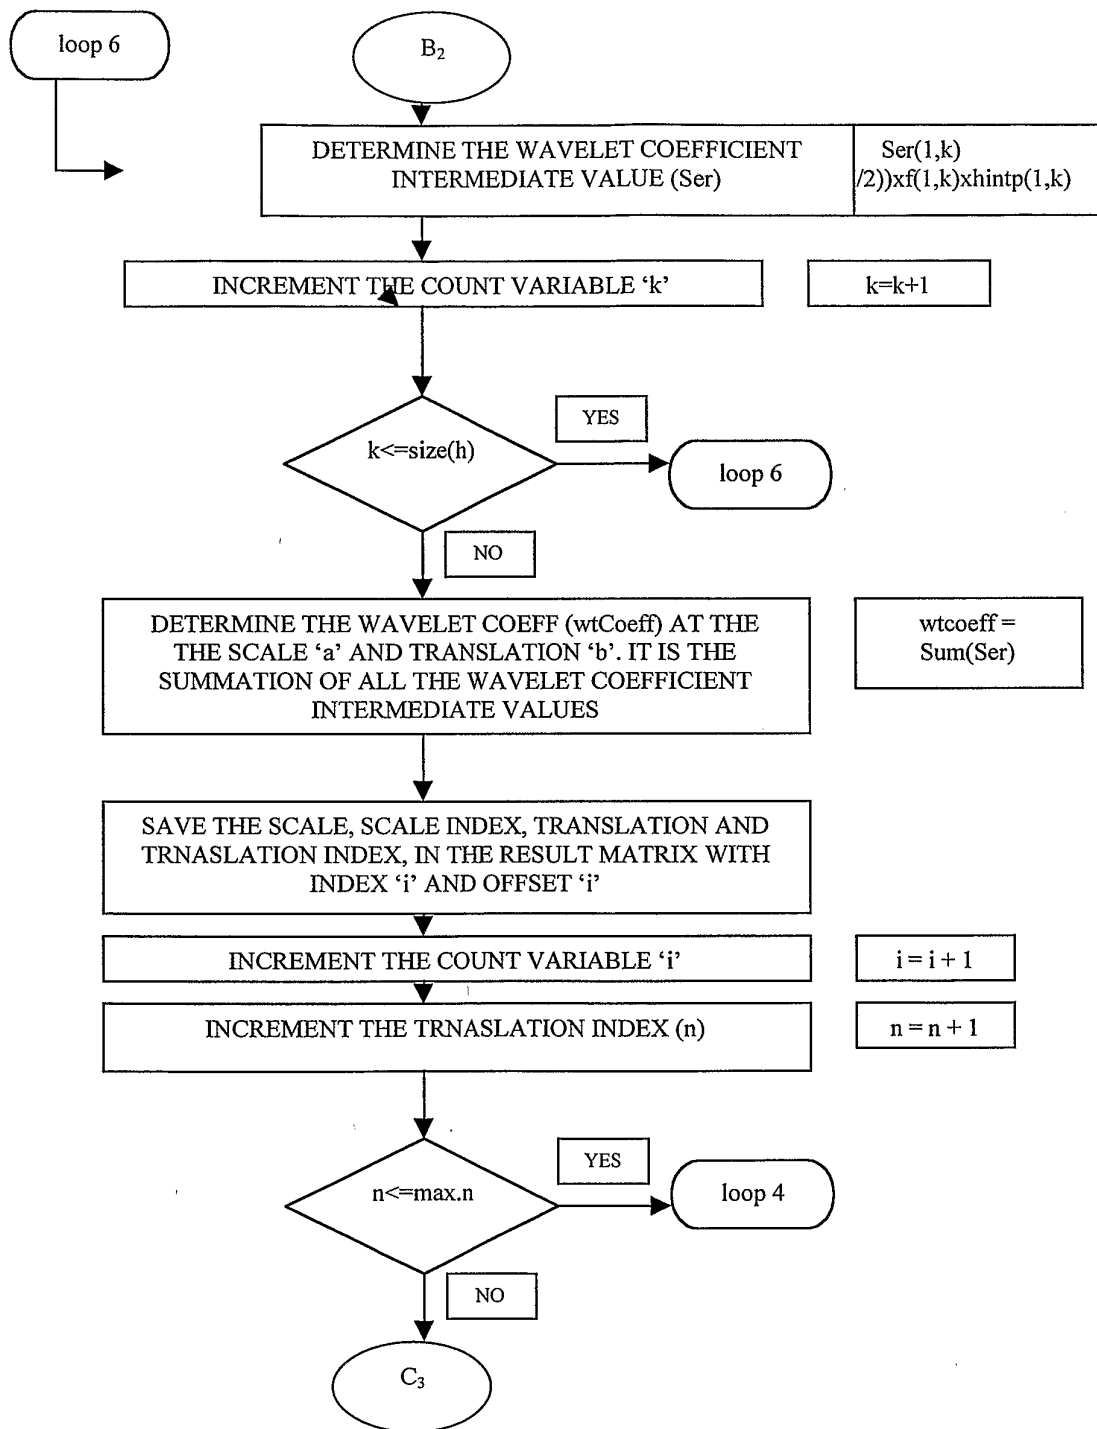 loop 6
B₂
DETERMINE THE WAVELET COEFFICIENT
INTERMEDIATE VALUE (Ser)
Ser(1,k)
/2))xf(1,k)xhintp(1,k)
INCREMENT THE COUNT VARIABLE ‘k’
k=k+1
k<=size(h)
YES
loop 6
NO
DETERMINE THE WAVELET COEFF (wtCoeff) AT THE
THE SCALE ‘a’ AND TRANSLATION ‘b’. IT IS THE
SUMMATION OF ALL THE WAVELET COEFFICIENT
INTERMEDIATE VALUES
wtcoeff =
Sum(Ser)
SAVE THE SCALE, SCALE INDEX, TRANSLATION AND
TRNASLATION INDEX, IN THE RESULT MATRIX WITH
INDEX ‘i’ AND OFFSET ‘i’
INCREMENT THE COUNT VARIABLE ‘i’
i = i + 1
INCREMENT THE TRNASLATION INDEX (n)
n = n + 1
n<=max.n
YES
loop 4
NO
C₃